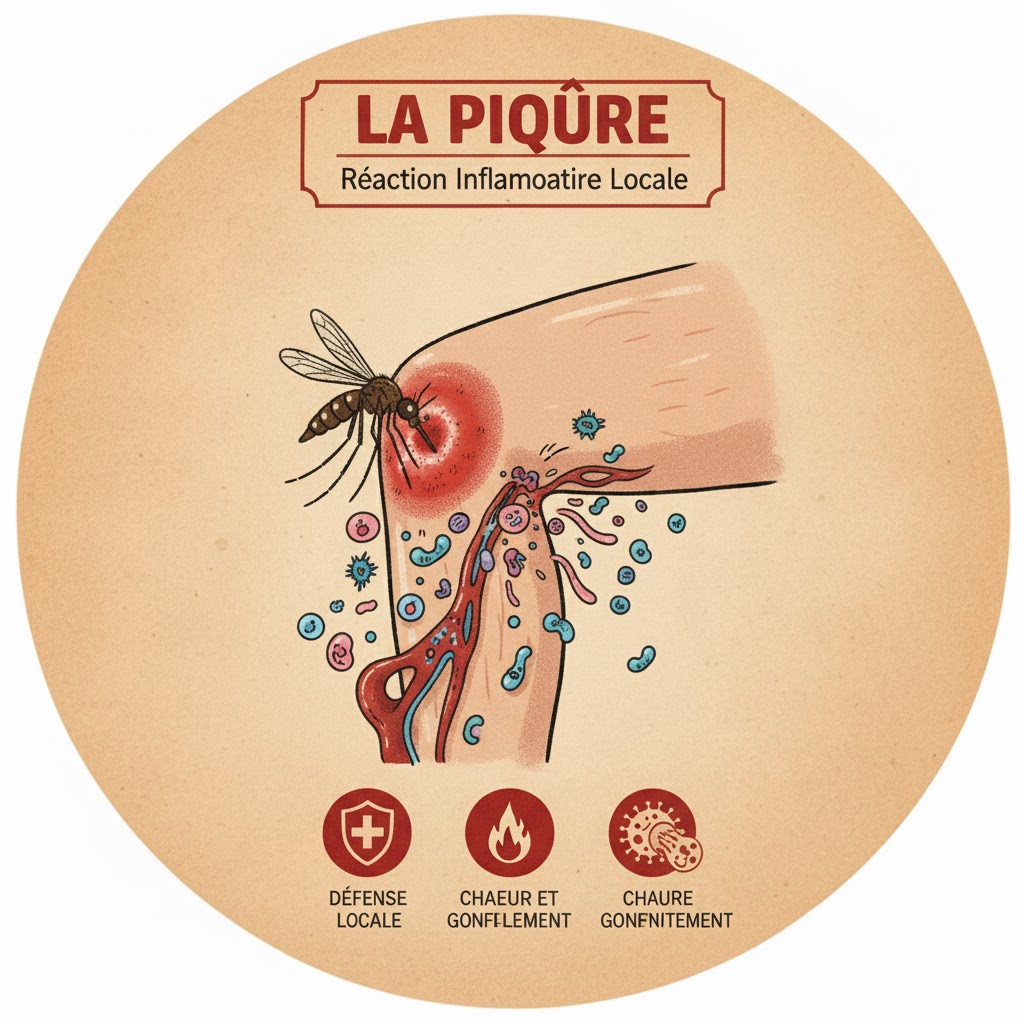 LA PIQÛRE
Réaction Inflamoatire Locale
DÉFENSE
LOCALE
CHAEUR ET
GONFLEMENT
CHAURE
GONFNITEMENT